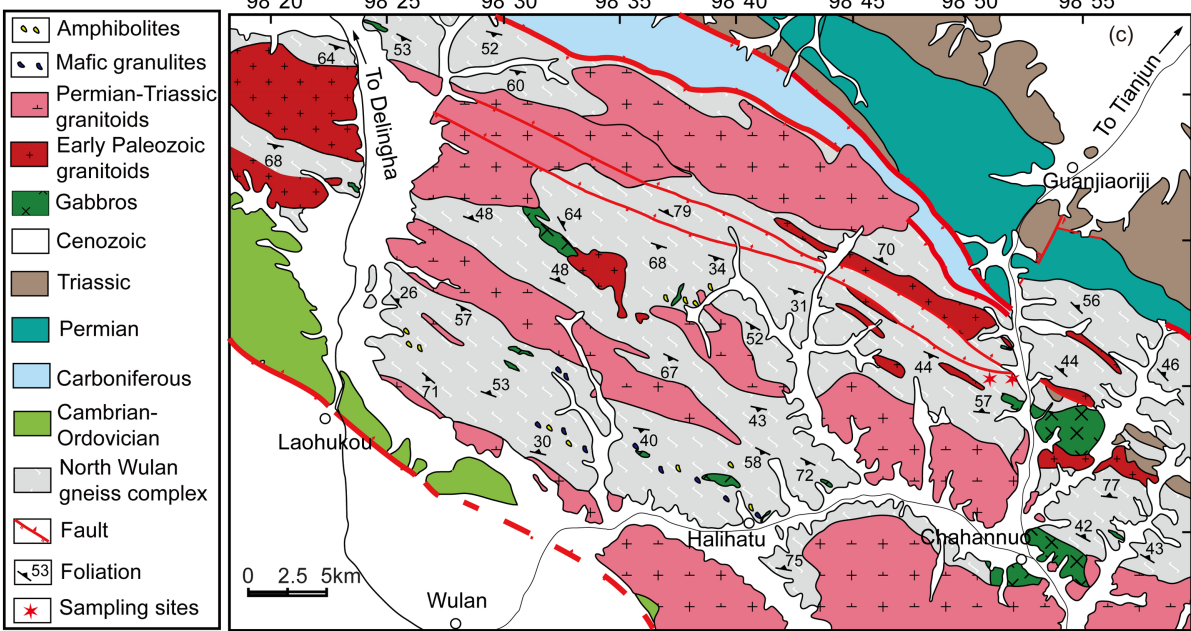 98 20
98 25
98 30
98 35
98 40
98 45
98 50
98 55
(c)
Amphibolites
Mafic granulites
Permian-Triassic
granitoids
Early Paleozoic
granitoids
Gabbros
Cenozoic
Triassic
Permian
Carboniferous
Cambrian-
Ordovician
North Wulan
gneiss complex
Fault
53
Foliation
Sampling sites
64
53
52
60
To Delingha
To Tianjun
68
Guanjiaoriji
48
64
79
70
48
68
34
26
57
31
56
52
67
44
44
46
71
53
57
43
Laohukou
30
40
58
72
77
Halihatu
Chahannuo
42
43
75
0 2.5 5km
Wulan